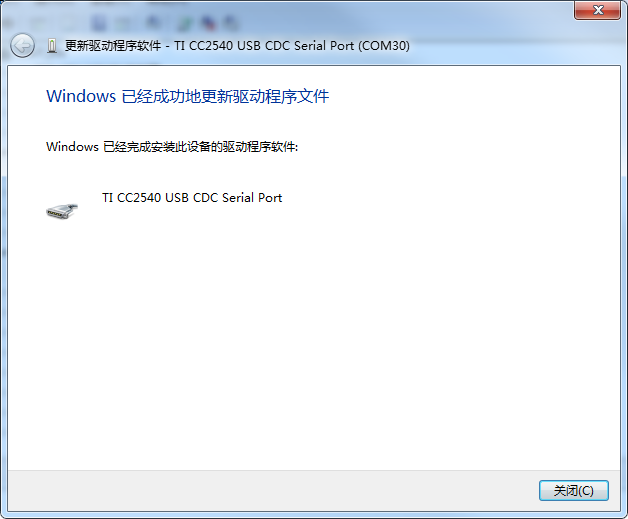 更新驱动程序软件 - TI CC2540 USB CDC Serial Port (COM30)
Windows 已经成功地更新驱动程序文件
Windows 已经完成安装此设备的驱动程序软件:
TI CC2540 USB CDC Serial Port
关闭(C)